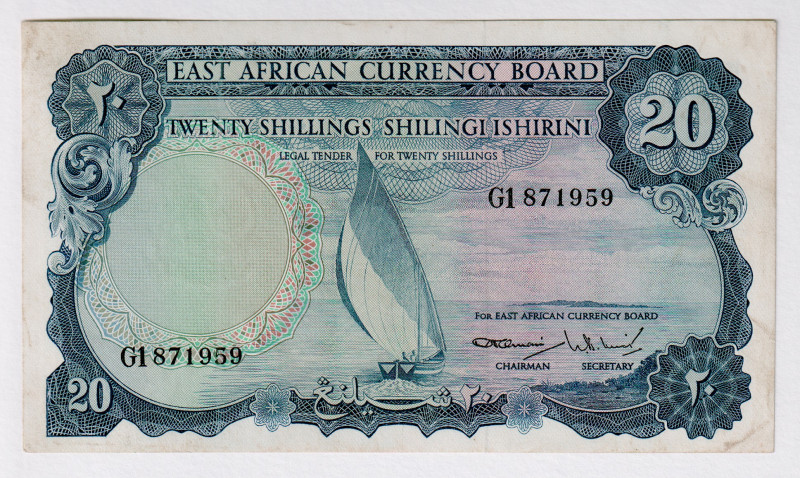 EAST AFRICAN CURRENCY BOARD
٢٠
20
TWENTY SHILLINGS SHILINGI ISHIRINI
LEGAL TENDER FOR TWENTY SHILLINGS
G1 871959
FOR EAST AFRICAN CURRENCY BOARD
G1 871959
CHAIRMAN SECRETARY
20
٢٠ شيلينج
٢٠